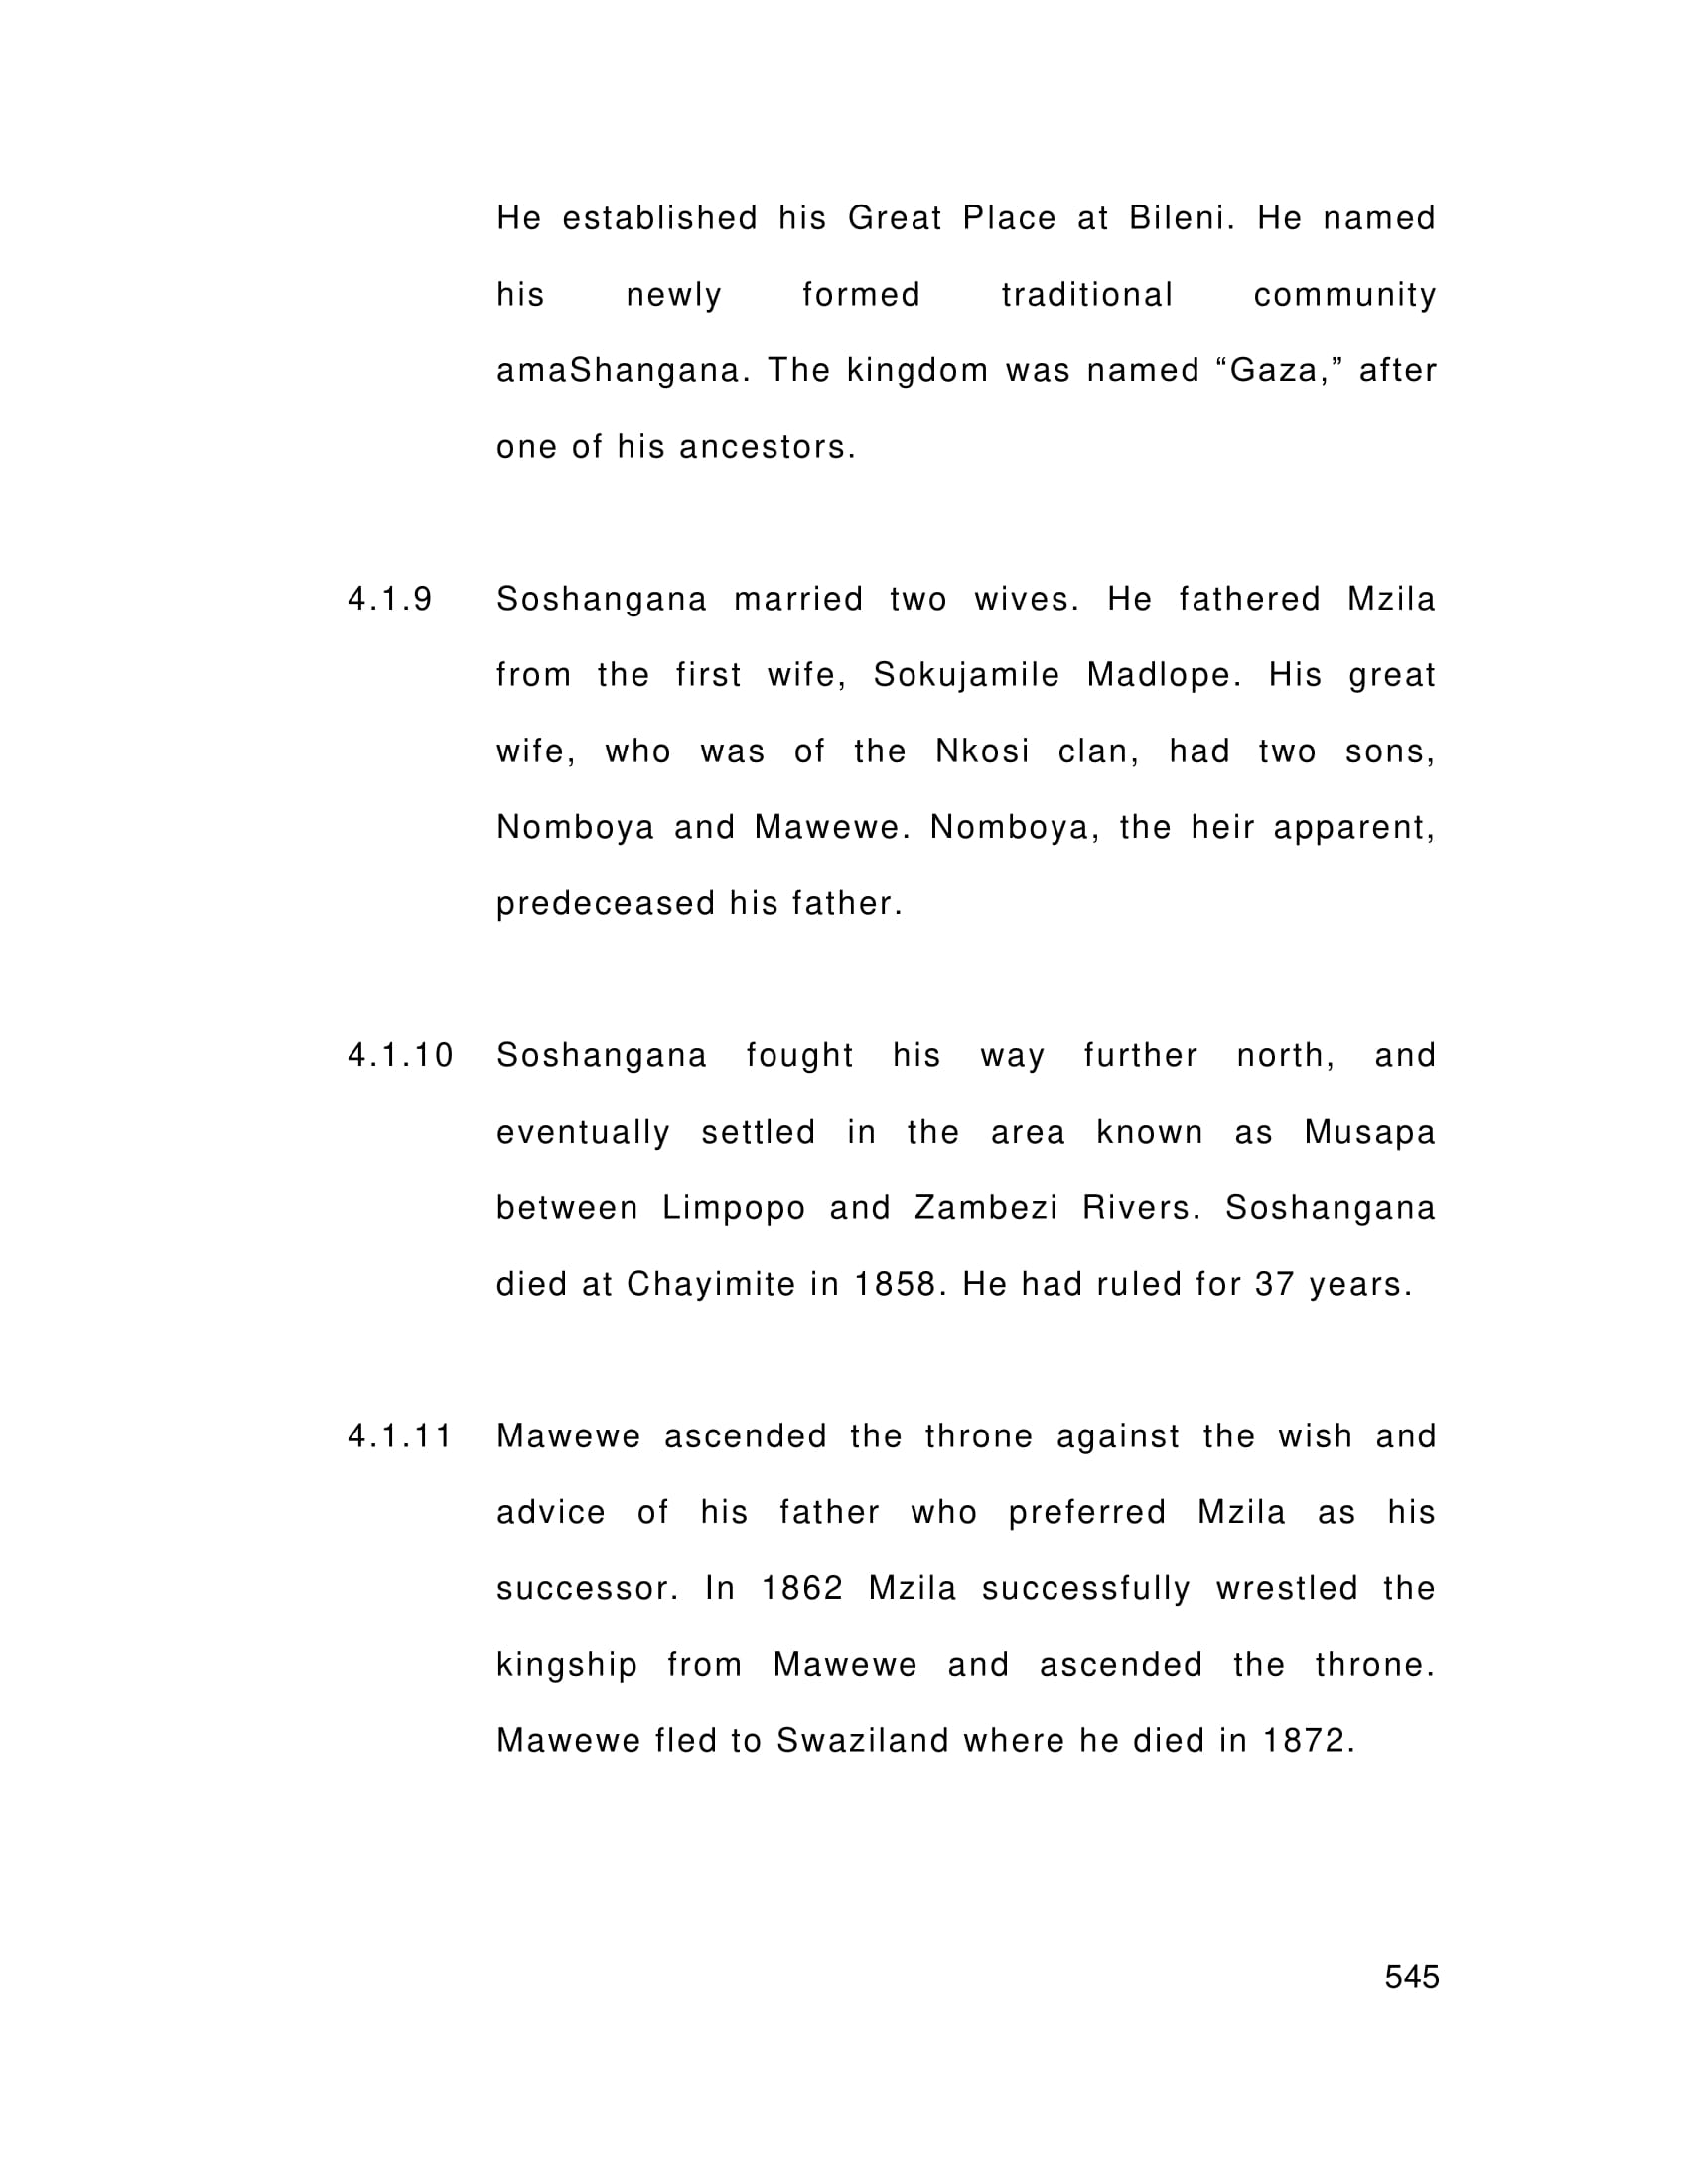 He established his Great Place at Bileni. He named
his newly formed traditional community
amaShangana. The kingdom was named “Gaza,” after
one of his ancestors.
4.1.9 Soshangana married two wives. He fathered Mzila
from the first wife, Sokujamile Madlope. His great
wife, who was of the Nkosi clan, had two sons,
Nomboya and Mawewe. Nomboya, the heir apparent,
predeceased his father.
4.1.10 Soshangana fought his way further north, and
eventually settled in the area known as Musapa
between Limpopo and Zambezi Rivers. Soshangana
died at Chayimite in 1858. He had ruled for 37 years.
4.1.11 Mawewe ascended the throne against the wish and
advice of his father who preferred Mzila as his
successor. In 1862 Mzila successfully wrestled the
kingship from Mawewe and ascended the throne.
Mawewe fled to Swaziland where he died in 1872.
545